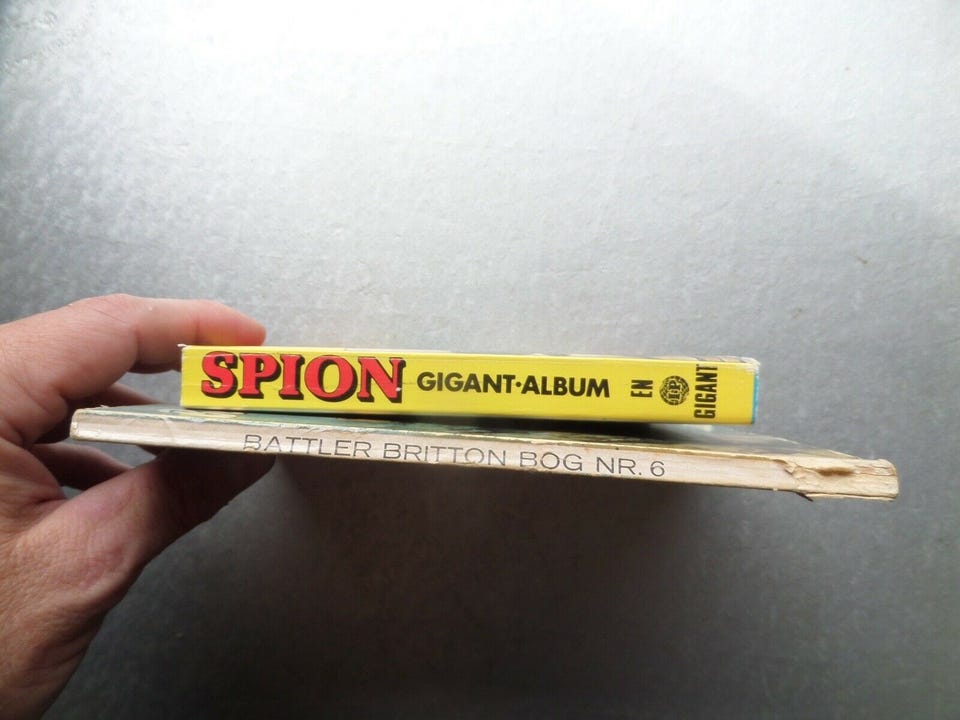 SPION GIGANT·ALBUM EN GIGANT
BATTLER BRITTON BOG NR. 6